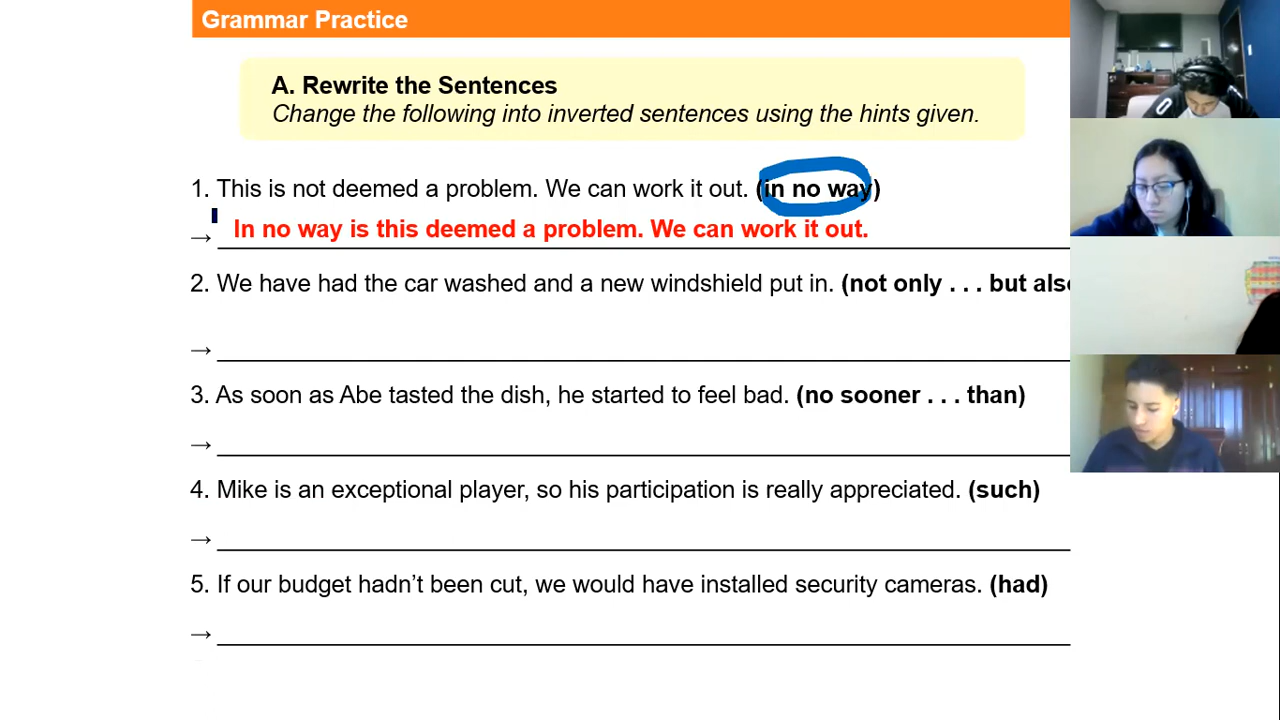 Grammar Practice
A. Rewrite the Sentences
Change the following into inverted sentences using the hints given.
1. This is not deemed a problem. We can work it out. (in no way)
→ In no way is this deemed a problem. We can work it out.
2. We have had the car washed and a new windshield put in. (not only . . . but als
→
3. As soon as Abe tasted the dish, he started to feel bad. (no sooner . . . than)
→
4. Mike is an exceptional player, so his participation is really appreciated. (such)
→
5. If our budget hadn’t been cut, we would have installed security cameras. (had)
→